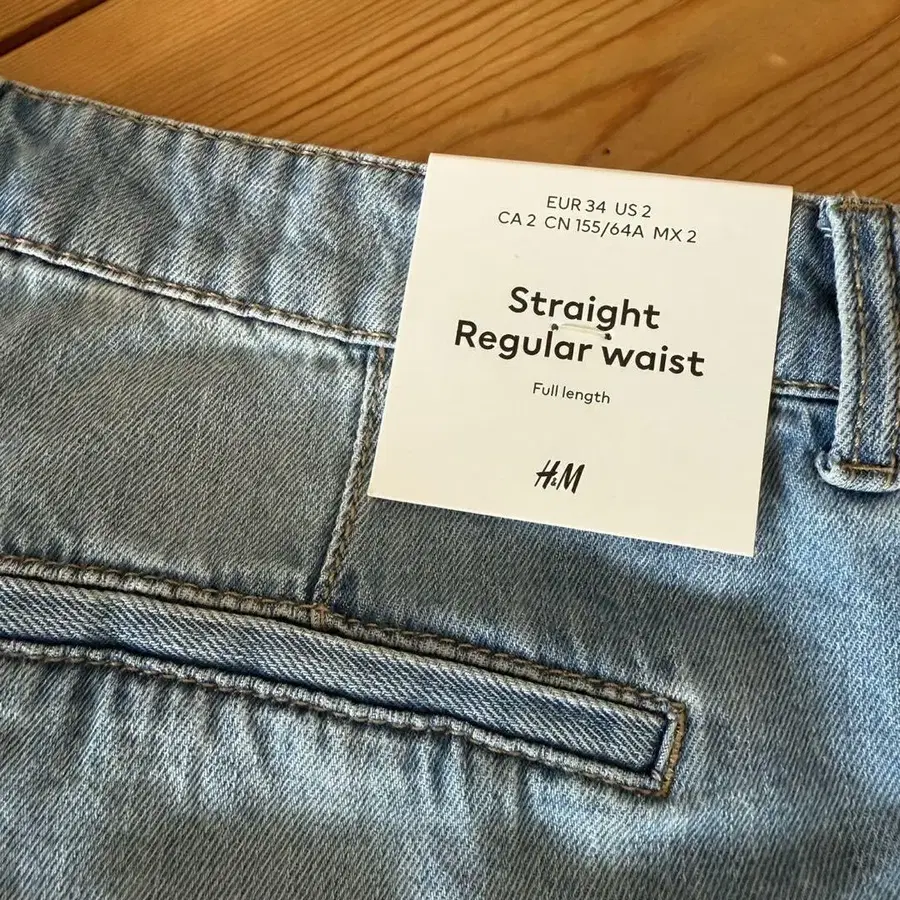 EUR 34 US 2
CA 2 CN 155/64A MX 2
Straight
Regular waist
Full length
H&M